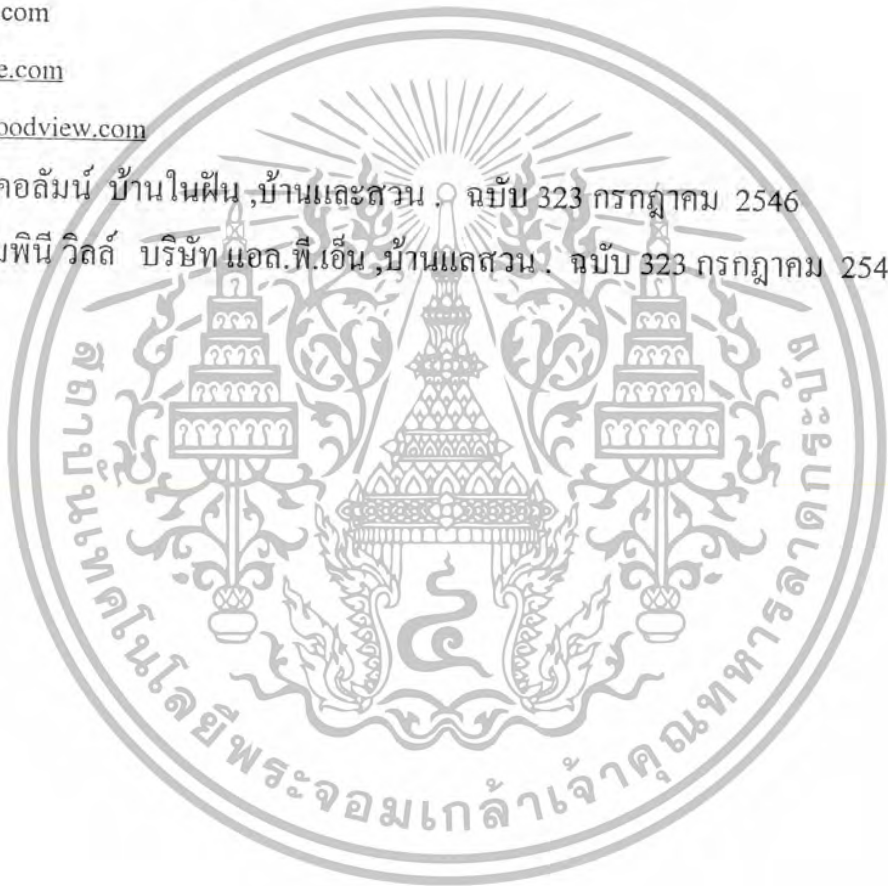 com
e.com
oodview.com
คอลัมน์ บ้านในฝัน ,บ้านและสวน . ฉบับ 323 กรกฎาคม 2546
มพินี วิลล์ บริษัท แอล.พี.เอ็น ,บ้านแลสวน . ฉบับ 323 กรกฎาคม 254
สถาบันเทคโนโลยีพระจอมเกล้าเจ้าคุณทหารลาดกระบัง